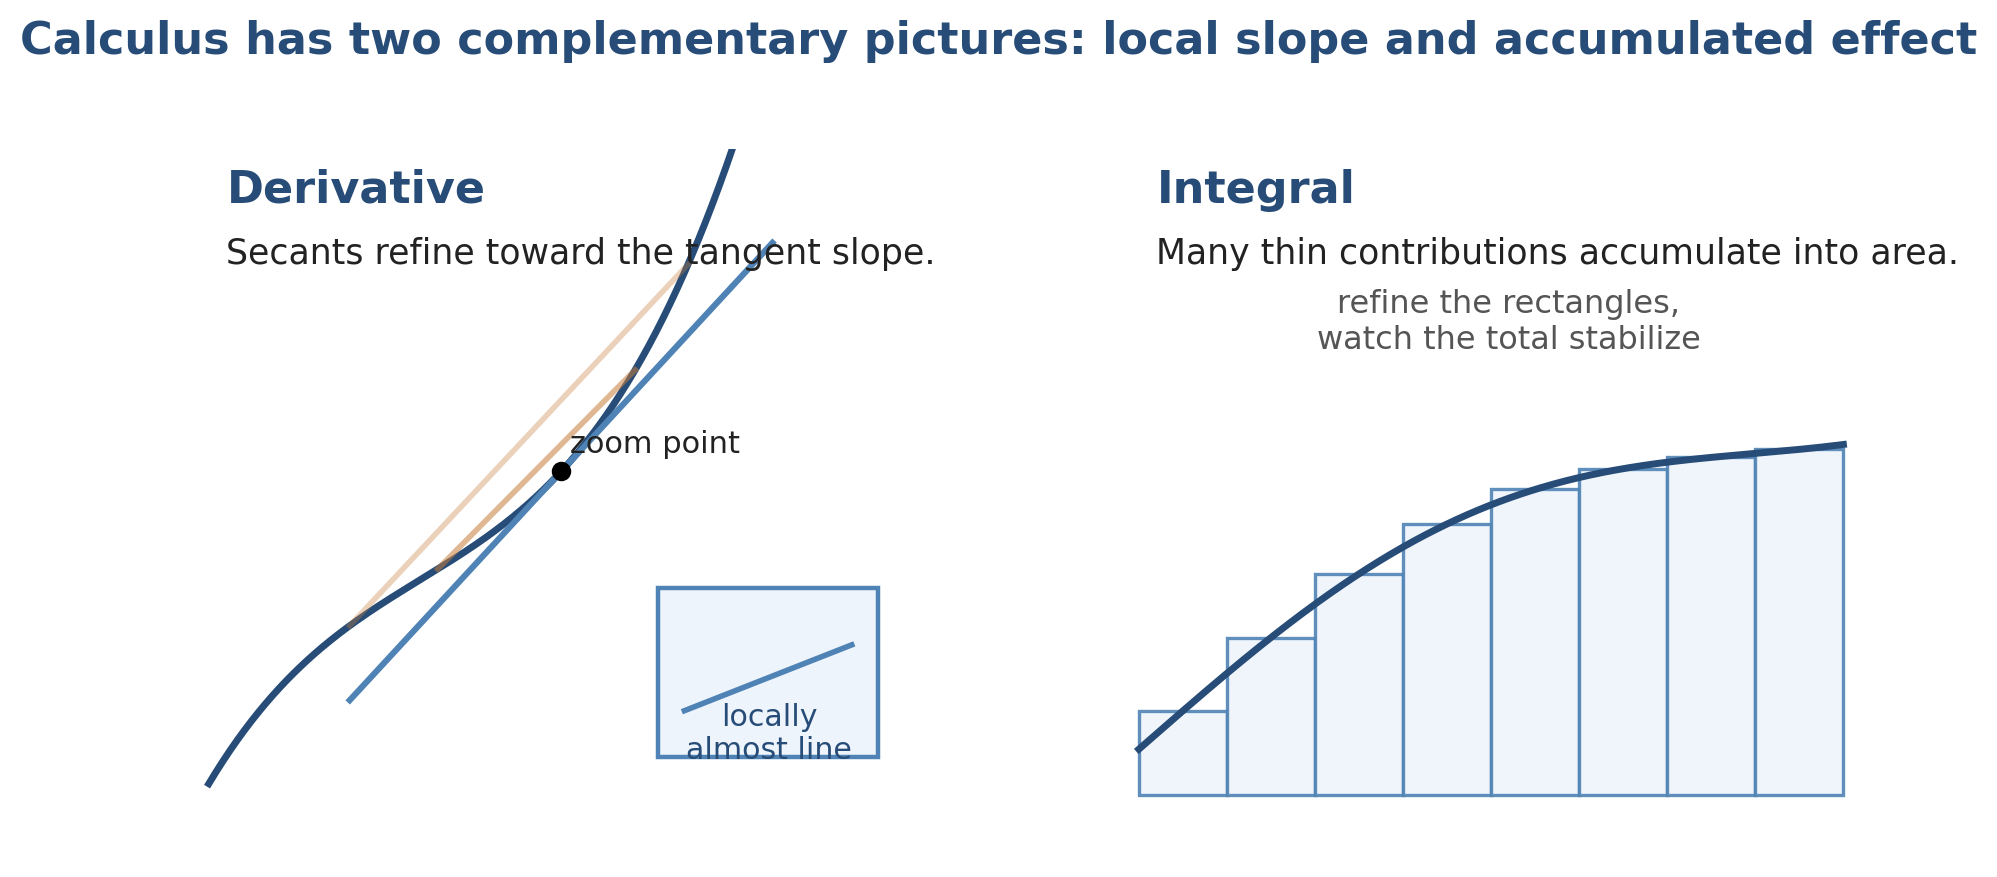 Calculus has two complementary pictures: local slope and accumulated effect
Derivative
Secants refine toward the tangent slope.
zoom point
locally
almost line
Integral
Many thin contributions accumulate into area.
refine the rectangles,
watch the total stabilize